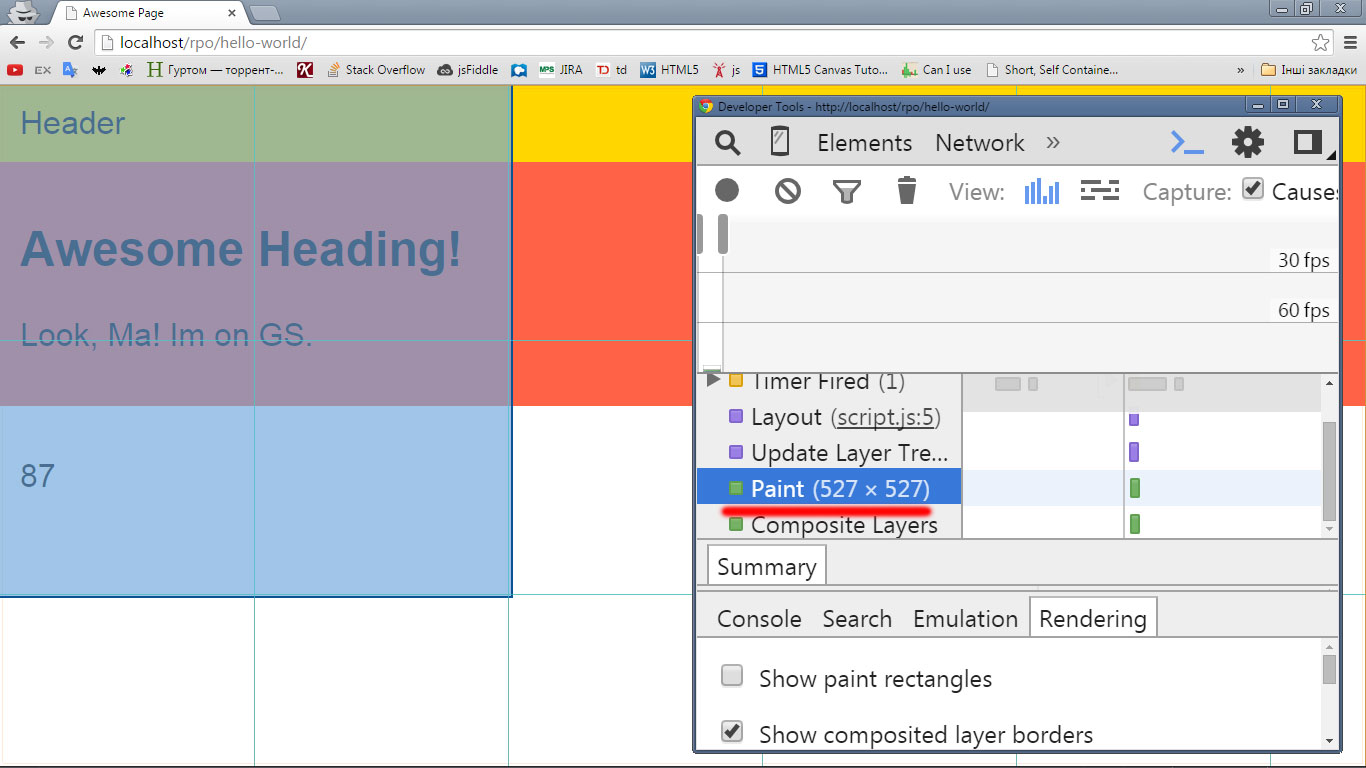 Awesome Page
localhost/rpo/hello-world/
EX Гуртом — торрент-... Stack Overflow jsFiddle MPS JIRA TD td W3 HTML5 js 5 HTML5 Canvas Tuto... Can I use Short, Self Containe... » Інші закладки
Header
Awesome Heading!
Look, Ma! Im on GS.
87
Developer Tools - http://localhost/rpo/hello-world/
Elements Network »
View: Capture: Causes
30 fps
60 fps
Timer Fired (1)
Layout (script.js:5)
Update Layer Tre...
Paint (527 × 527)
Composite Layers
Summary
Console Search Emulation Rendering
Show paint rectangles
Show composited layer borders